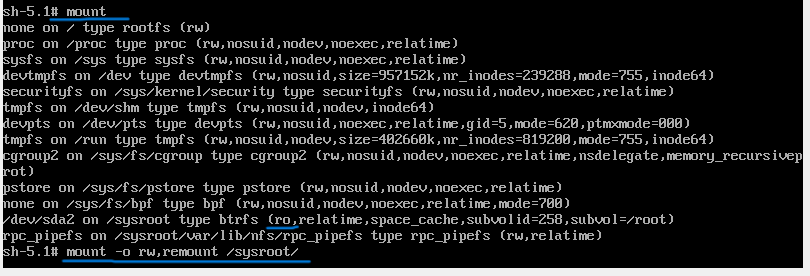 sh-5.1# mount
none on / type rootfs (rw)
proc on /proc type proc (rw,nosuid,nodev,noexec,relatime)
sysfs on /sys type sysfs (rw,nosuid,nodev,noexec,relatime)
devtmpfs on /dev type devtmpfs (rw,nosuid,size=957152k,nr_inodes=239288,mode=755,inode64)
securityfs on /sys/kernel/security type securityfs (rw,nosuid,nodev,noexec,relatime)
tmpfs on /dev/shm type tmpfs (rw,nosuid,nodev,inode64)
devpts on /dev/pts type devpts (rw,nosuid,noexec,relatime,gid=5,mode=620,ptmxmode=000)
tmpfs on /run type tmpfs (rw,nosuid,nodev,size=402660k,nr_inodes=819200,mode=755,inode64)
cgroup2 on /sys/fs/cgroup type cgroup2 (rw,nosuid,nodev,noexec,relatime,nsdelegate,memory_recursivep
rot)
pstore on /sys/fs/pstore type pstore (rw,nosuid,nodev,noexec,relatime)
none on /sys/fs/bpf type bpf (rw,nosuid,nodev,noexec,relatime,mode=700)
/dev/sda2 on /sysroot type btrfs (ro,relatime,space_cache,subvolid=258,subvol=/root)
rpc_pipefs on /sysroot/var/lib/nfs/rpc_pipefs type rpc_pipefs (rw,relatime)
sh-5.1# mount -o rw,remount /sysroot/